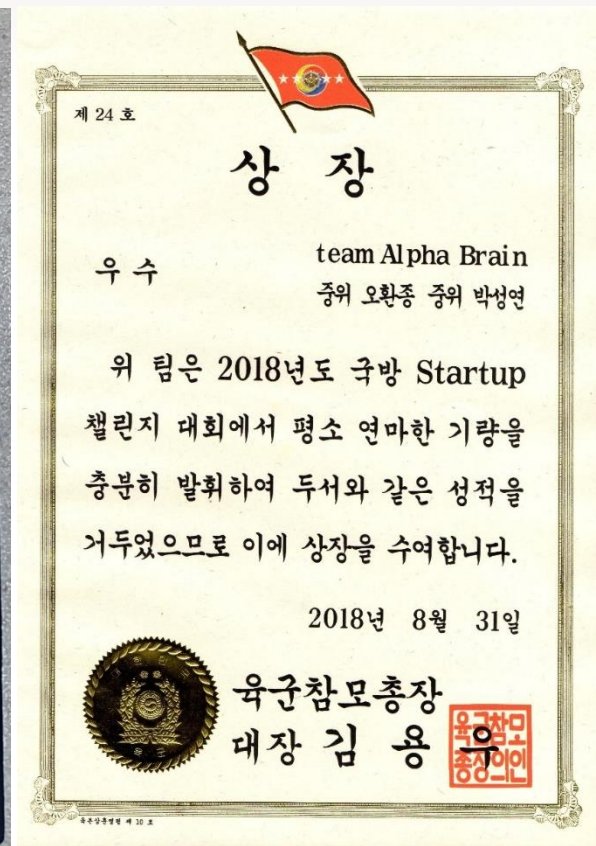 제 24 호
상 장
우 수
team Alpha Brain
중위 오환종 중위 박성연
위 팀은 2018년도 국방 Startup
챌린지 대회에서 평소 연마한 기량을
충분히 발휘하여 두서와 같은 성적을
거두었으므로 이에 상장을 수여합니다.
2018년 8월 31일
육군참모총장
대장 김 용 우
육군참모
총장의인